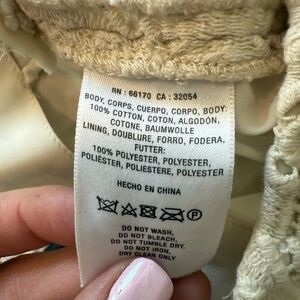 RN : 66170 CA : 32054
BODY, CORPS, CUERPO, CORPO, BODY:
100% COTTON, COTON, ALGODÓN,
COTONE, BAUMWOLLE
LINING, DOUBLURE, FORRO, FODERA,
FUTTER:
100% POLYESTER, POLYESTER,
POLIÉSTER, POLIESTERE, POLYESTER
HECHO EN CHINA
P
DO NOT WASH,
DO NOT BLEACH,
DO NOT TUMBLE DRY,
DO NOT IRON,
DRY CLEAN ONLY